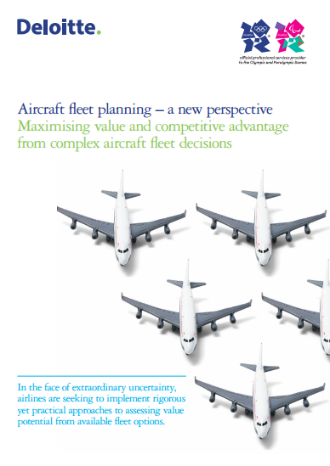 Deloitte.
official professional services provider
to the Olympic and Paralympic Games
Aircraft fleet planning – a new perspective
Maximising value and competitive advantage
from complex aircraft fleet decisions
In the face of extraordinary uncertainty,
airlines are seeking to implement rigorous
yet practical approaches to assessing value
potential from available fleet options.